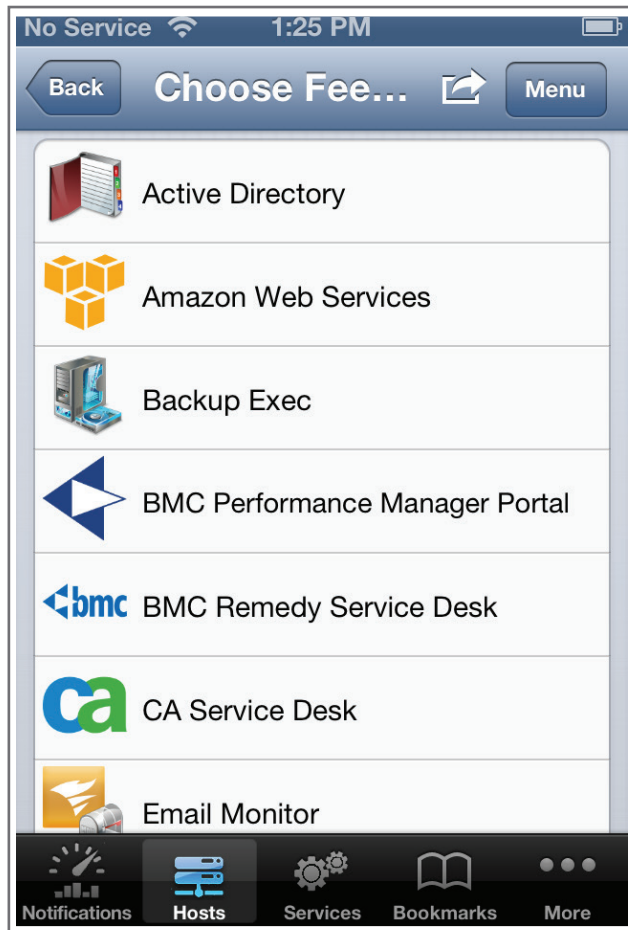 No Service 1:25 PM
Back Choose Fee... Menu
Active Directory
Amazon Web Services
Backup Exec
BMC Performance Manager Portal
bmc BMC Remedy Service Desk
ca CA Service Desk
Email Monitor
Notifications Hosts Services Bookmarks More